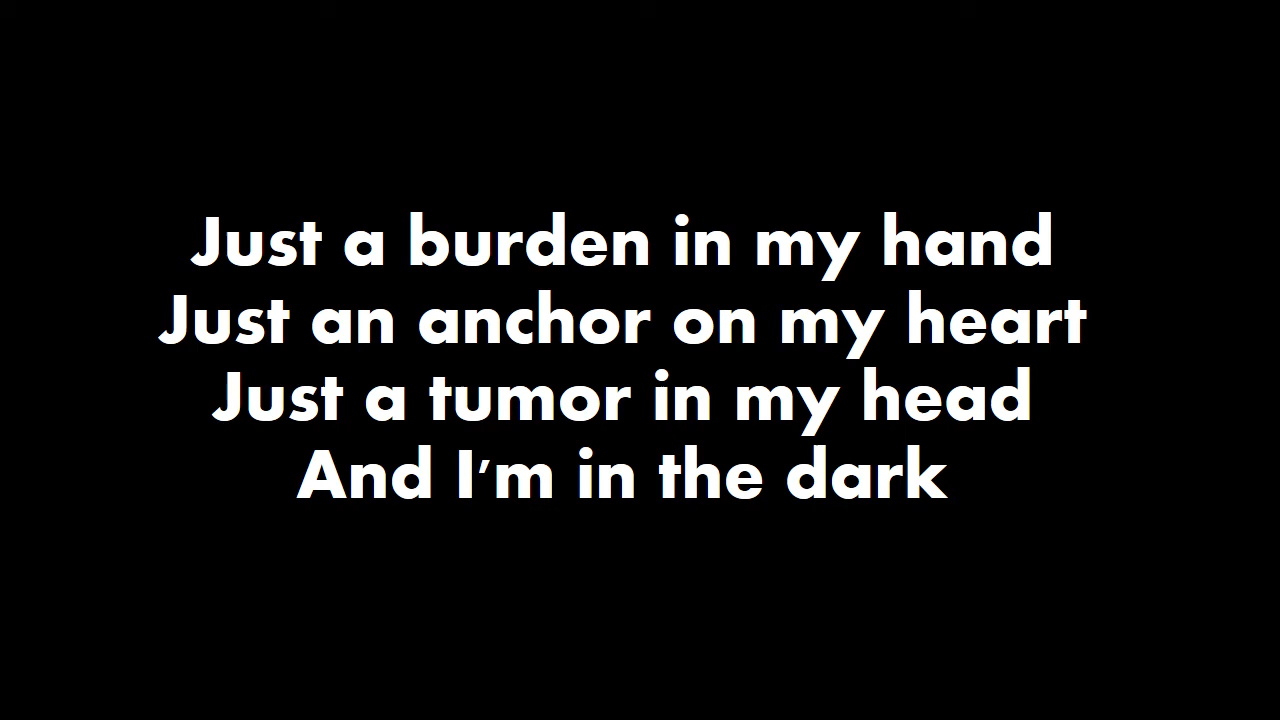 Just a burden in my hand
Just an anchor on my heart
Just a tumor in my head
And I'm in the dark